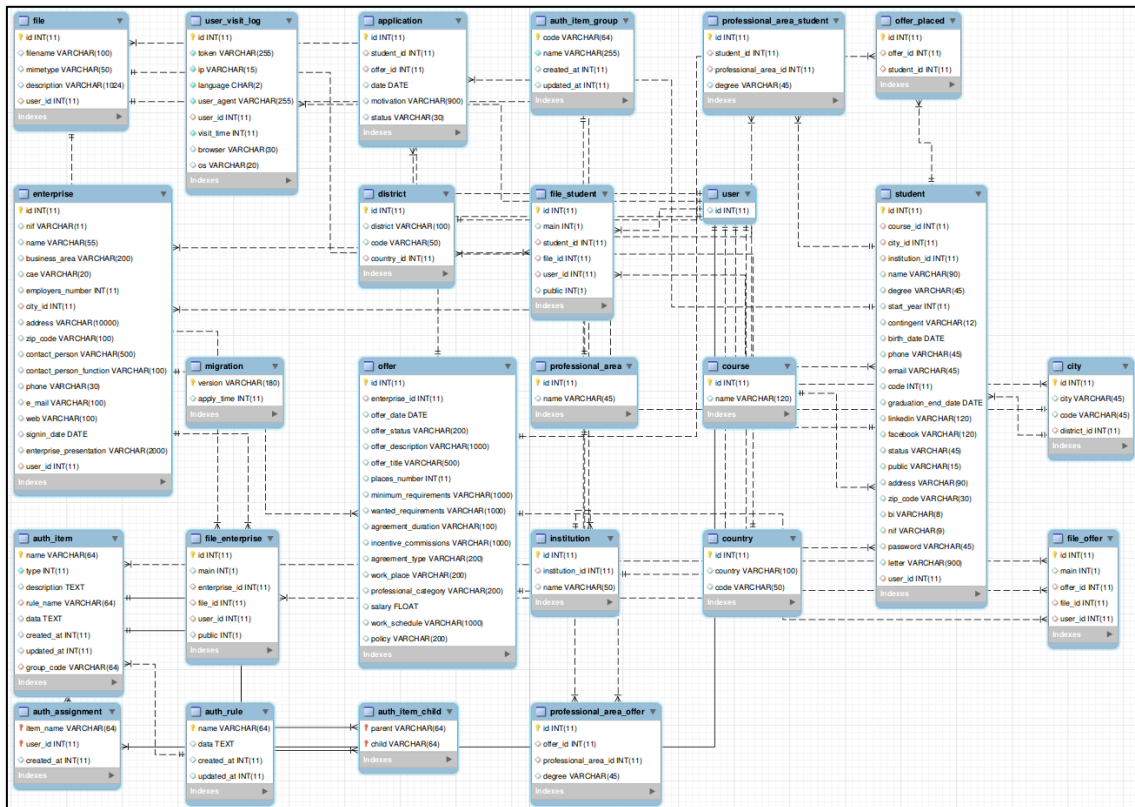 file
id INT(11)
filename VARCHAR(100)
mimetype VARCHAR(50)
description VARCHAR(1024)
user_id INT(11)
Indexes
user_visit_log
id INT(11)
token VARCHAR(255)
ip VARCHAR(15)
language CHAR(2)
user_agent VARCHAR(255)
user_id INT(11)
visit_time INT(11)
browser VARCHAR(30)
os VARCHAR(20)
Indexes
application
id INT(11)
student_id INT(11)
offer_id INT(11)
date DATE
motivation VARCHAR(900)
status VARCHAR(30)
Indexes
auth_item_group
code VARCHAR(64)
name VARCHAR(255)
created_at INT(11)
updated_at INT(11)
Indexes
professional_area_student
id INT(11)
student_id INT(11)
professional_area_id INT(11)
degree VARCHAR(45)
Indexes
offer_placed
id INT(11)
offer_id INT(11)
student_id INT(11)
Indexes
enterprise
id INT(11)
nif VARCHAR(11)
name VARCHAR(55)
business_area VARCHAR(200)
cae VARCHAR(20)
employers_number INT(11)
city_id INT(11)
address VARCHAR(10000)
zip_code VARCHAR(100)
contact_person VARCHAR(500)
contact_person_function VARCHAR(100)
phone VARCHAR(30)
e_mail VARCHAR(100)
web VARCHAR(100)
signin_date DATE
enterprise_presentation VARCHAR(2000)
user_id INT(11)
Indexes
district
id INT(11)
district VARCHAR(100)
code VARCHAR(50)
country_id INT(11)
Indexes
file_student
id INT(11)
main INT(1)
student_id INT(11)
file_id INT(11)
user_id INT(11)
public INT(1)
Indexes
user
id INT(11)
Indexes
student
id INT(11)
course_id INT(11)
city_id INT(11)
institution_id INT(11)
name VARCHAR(90)
degree VARCHAR(45)
start_year INT(11)
contingent VARCHAR(12)
birth_date DATE
phone VARCHAR(45)
email VARCHAR(45)
code INT(11)
graduation_end_date DATE
linkedin VARCHAR(120)
facebook VARCHAR(120)
status VARCHAR(45)
public VARCHAR(15)
address VARCHAR(90)
zip_code VARCHAR(30)
bi VARCHAR(8)
nif VARCHAR(9)
password VARCHAR(45)
letter VARCHAR(900)
user_id INT(11)
Indexes
migration
version VARCHAR(180)
apply_time INT(11)
Indexes
offer
id INT(11)
enterprise_id INT(11)
offer_date DATE
offer_status VARCHAR(200)
offer_description VARCHAR(1000)
offer_title VARCHAR(500)
places_number INT(11)
minimum_requirements VARCHAR(1000)
wanted_requirements VARCHAR(1000)
agreement_duration VARCHAR(100)
incentive_commissions VARCHAR(1000)
agreement_type VARCHAR(200)
work_place VARCHAR(200)
professional_category VARCHAR(200)
salary FLOAT
work_schedule VARCHAR(1000)
policy VARCHAR(200)
Indexes
professional_area
id INT(11)
name VARCHAR(45)
Indexes
course
id INT(11)
name VARCHAR(120)
Indexes
city
id INT(11)
city VARCHAR(45)
code VARCHAR(45)
district_id INT(11)
Indexes
auth_item
name VARCHAR(64)
type INT(11)
description TEXT
rule_name VARCHAR(64)
data TEXT
created_at INT(11)
updated_at INT(11)
group_code VARCHAR(64)
Indexes
file_enterprise
id INT(11)
main INT(1)
enterprise_id INT(11)
file_id INT(11)
user_id INT(11)
public INT(1)
Indexes
institution
id INT(11)
institution_id INT(11)
name VARCHAR(50)
Indexes
country
id INT(11)
country VARCHAR(100)
code VARCHAR(50)
Indexes
file_offer
id INT(11)
main INT(1)
offer_id INT(11)
file_id INT(11)
user_id INT(11)
Indexes
auth_assignment
item_name VARCHAR(64)
user_id INT(11)
created_at INT(11)
Indexes
auth_rule
name VARCHAR(64)
data TEXT
created_at INT(11)
updated_at INT(11)
Indexes
auth_item_child
parent VARCHAR(64)
child VARCHAR(64)
Indexes
professional_area_offer
id INT(11)
offer_id INT(11)
professional_area_id INT(11)
degree VARCHAR(45)
Indexes